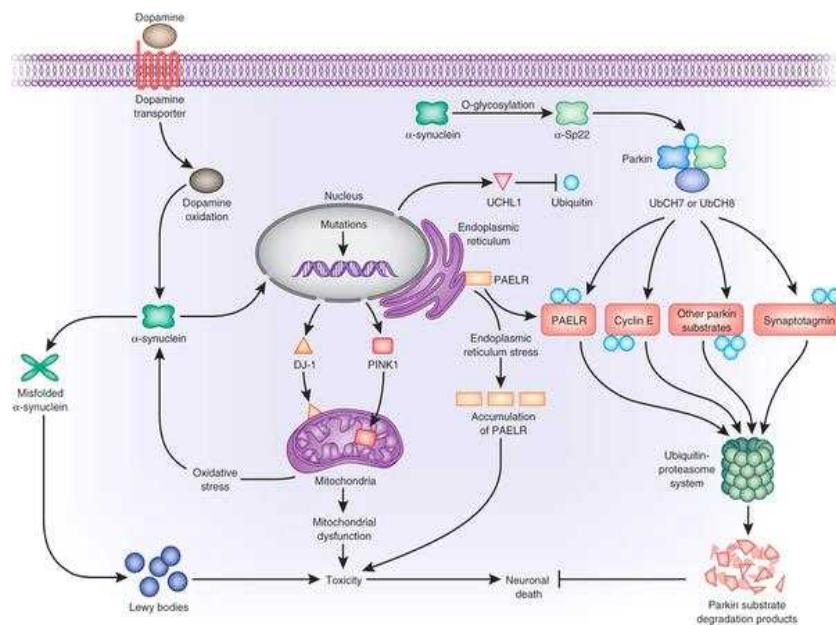 Dopamine
Dopamine
transporter
O-glycosylation
α-synuclein
α-Sp22
Parkin
UbCH7 or UbCH8
Dopamine
oxidation
Nucleus
Mutations
UCHL1
Ubiquitin
Endoplasmic
reticulum
PAELR
PAELR
Cyclin E
Other parkin
substrates
Synaptotagmin
α-synuclein
Endoplasmic
reticulum stress
DJ-1
PINK1
Misfolded
α-synuclein
Accumulation
of PAELR
Ubiquitin-
proteasome
system
Oxidative
stress
Mitochondria
Mitochondrial
dysfunction
Lewy bodies
Toxicity
Neuronal
death
Parkin substrate
degradation products